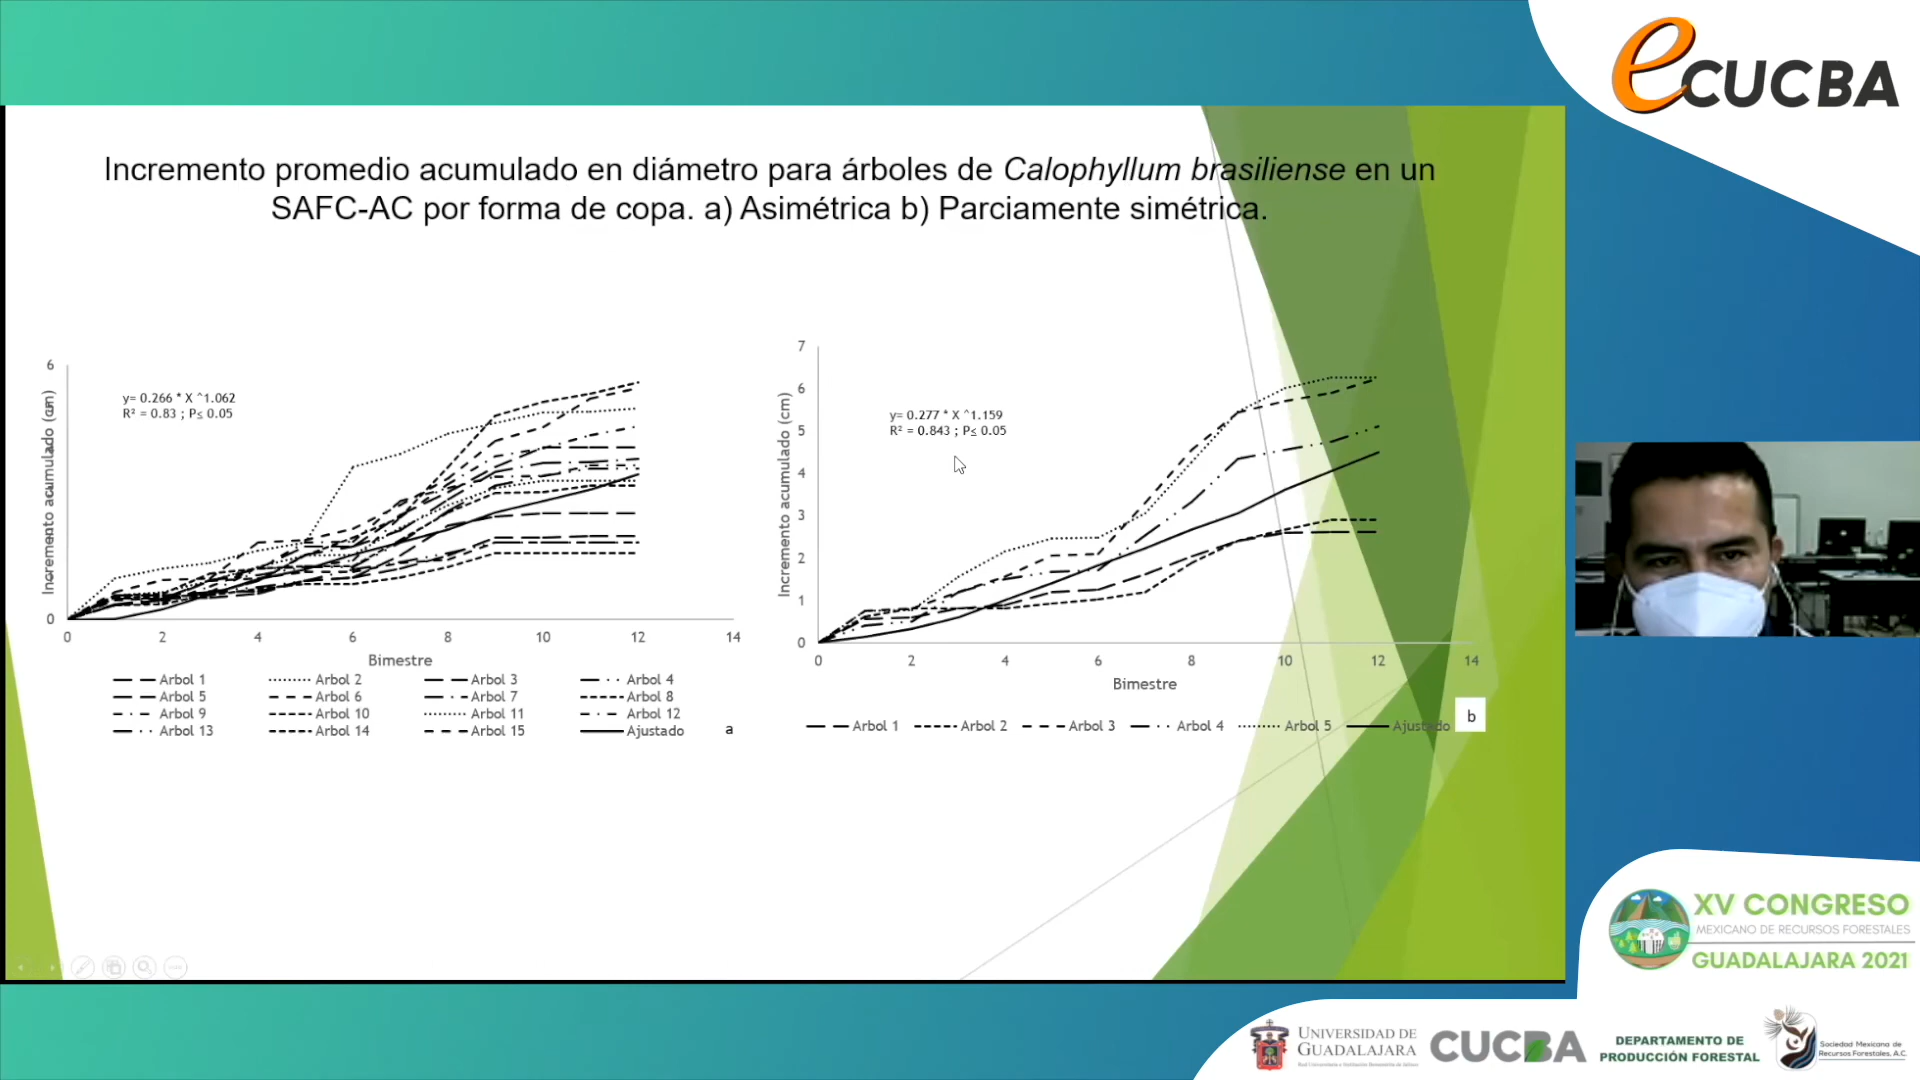 eCUCBA
Incremento promedio acumulado en diámetro para árboles de Calophyllum brasiliense en un
SAFC-AC por forma de copa. a) Asimétrica b) Parciamente simétrica.
6
0
Incremento acumulado (cm)
y= 0.266 * X ^1.062
R² = 0.83 ; P≤ 0.05
0 2 4 6 8 10 12 14
Bimestre
Arbol 1 Arbol 2 Arbol 3 Arbol 4
Arbol 5 Arbol 6 Arbol 7 Arbol 8
Arbol 9 Arbol 10 Arbol 11 Arbol 12
Arbol 13 Arbol 14 Arbol 15 Ajustado
a
7
6
5
4
3
2
1
0
Incremento acumulado (cm)
y= 0.277 * X ^1.159
R² = 0.843 ; P≤ 0.05
0 2 4 6 8 10 12 14
Bimestre
Arbol 1 Arbol 2 Arbol 3 Arbol 4 Arbol 5 Ajustado
b
XV CONGRESO
MEXICANO DE RECURSOS FORESTALES
GUADALAJARA 2021
UNIVERSIDAD DE
GUADALAJARA
CUCBA
DEPARTAMENTO DE
PRODUCCIÓN FORESTAL
Sociedad Mexicana de
Recursos Forestales, A.C.